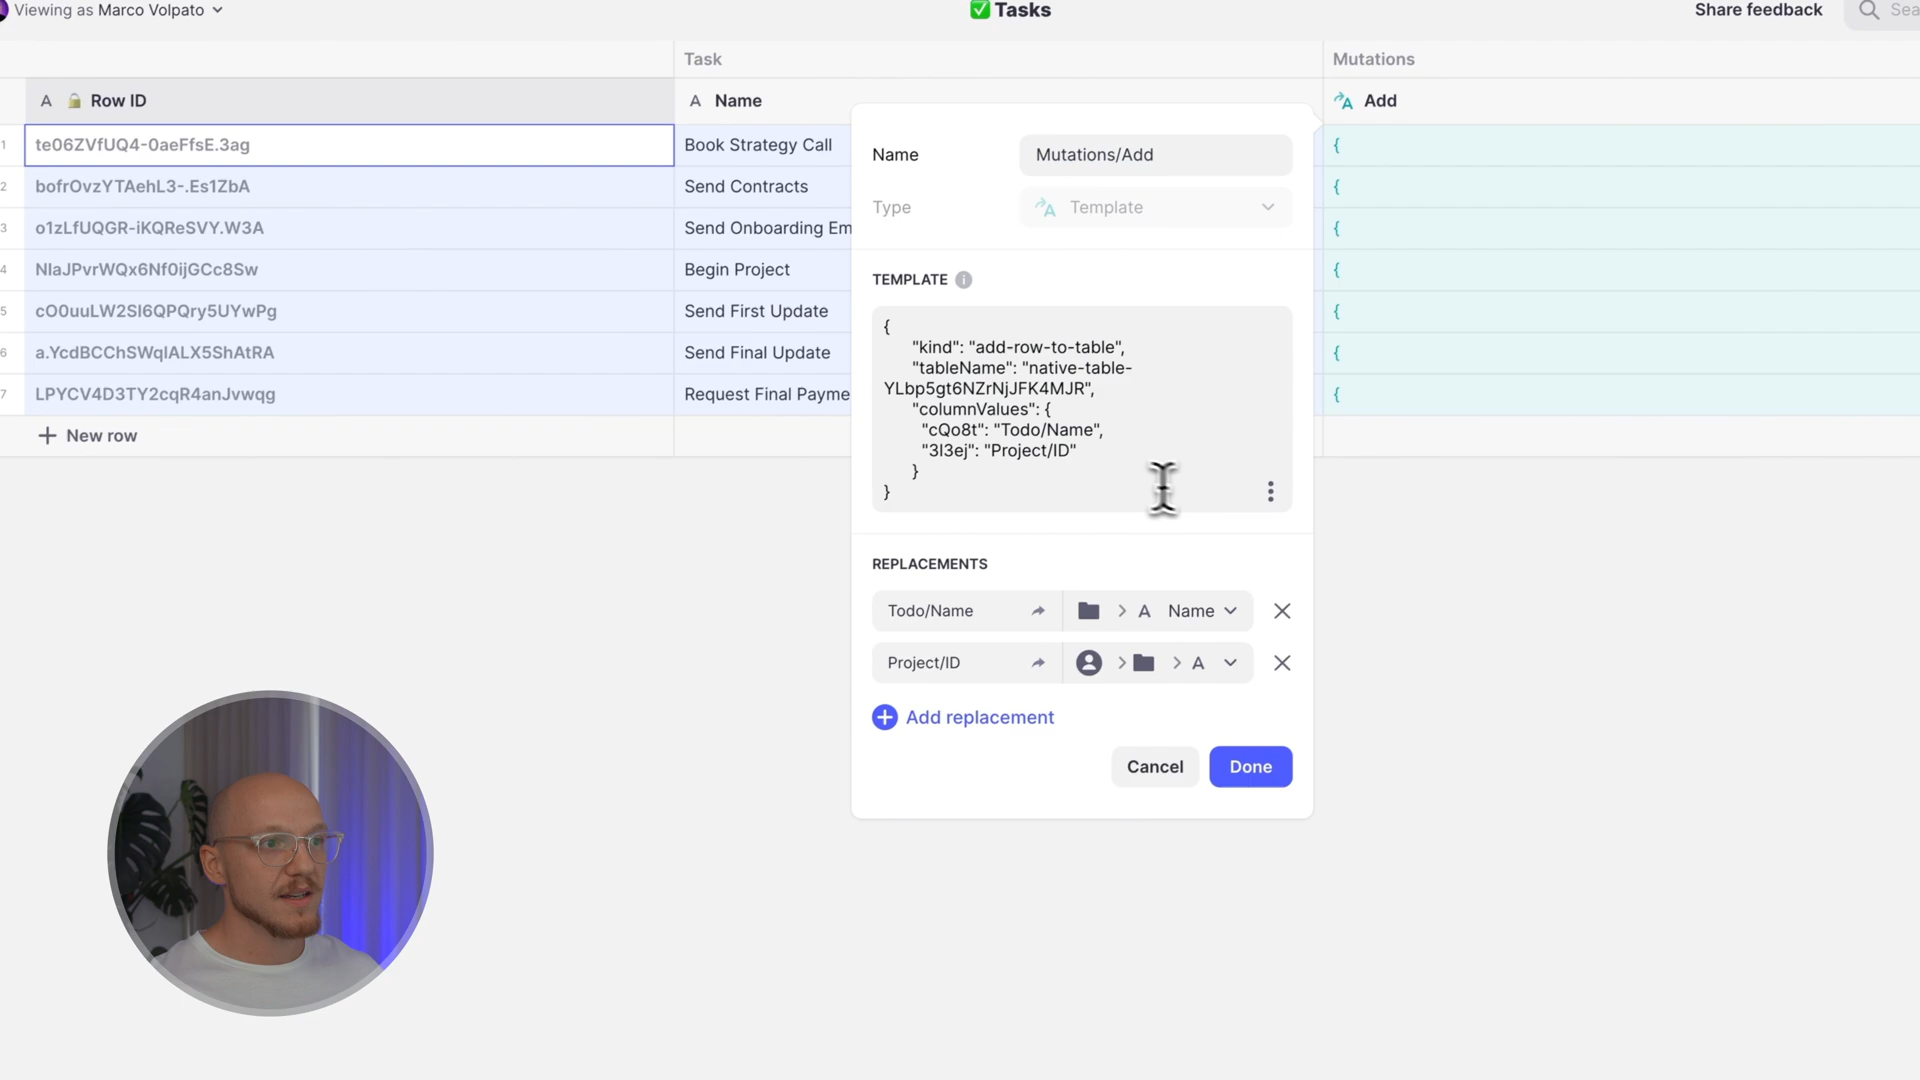 Viewing as Marco Volpato
✅ Tasks
Share feedback
Sea
Task
Mutations
A 🔒 Row ID
A Name
Add
1 te06ZVfUQ4-0aeFfsE.3ag
Book Strategy Call
{
2 bofrOvzYTAehL3-.Es1ZbA
Send Contracts
{
3 o1zLfUQGR-iKQReSVY.W3A
Send Onboarding Em
{
4 NIaJPvrWQx6Nf0ijGCc8Sw
Begin Project
{
5 cO0uuLW2SI6QPQry5UYwPg
Send First Update
{
6 a.YcdBCChSWqlALX5ShAtRA
Send Final Update
{
7 LPYCV4D3TY2cqR4anJvwqg
Request Final Payme
{
+ New row
Name
Mutations/Add
Type
Template
TEMPLATE
{
"kind": "add-row-to-table",
"tableName": "native-table-
YLbp5gt6NZrNjJFK4MJR",
"columnValues": {
"cQo8t": "Todo/Name",
"3I3ej": "Project/ID"
}
}
REPLACEMENTS
Todo/Name
A Name
Project/ID
A
Add replacement
Cancel
Done